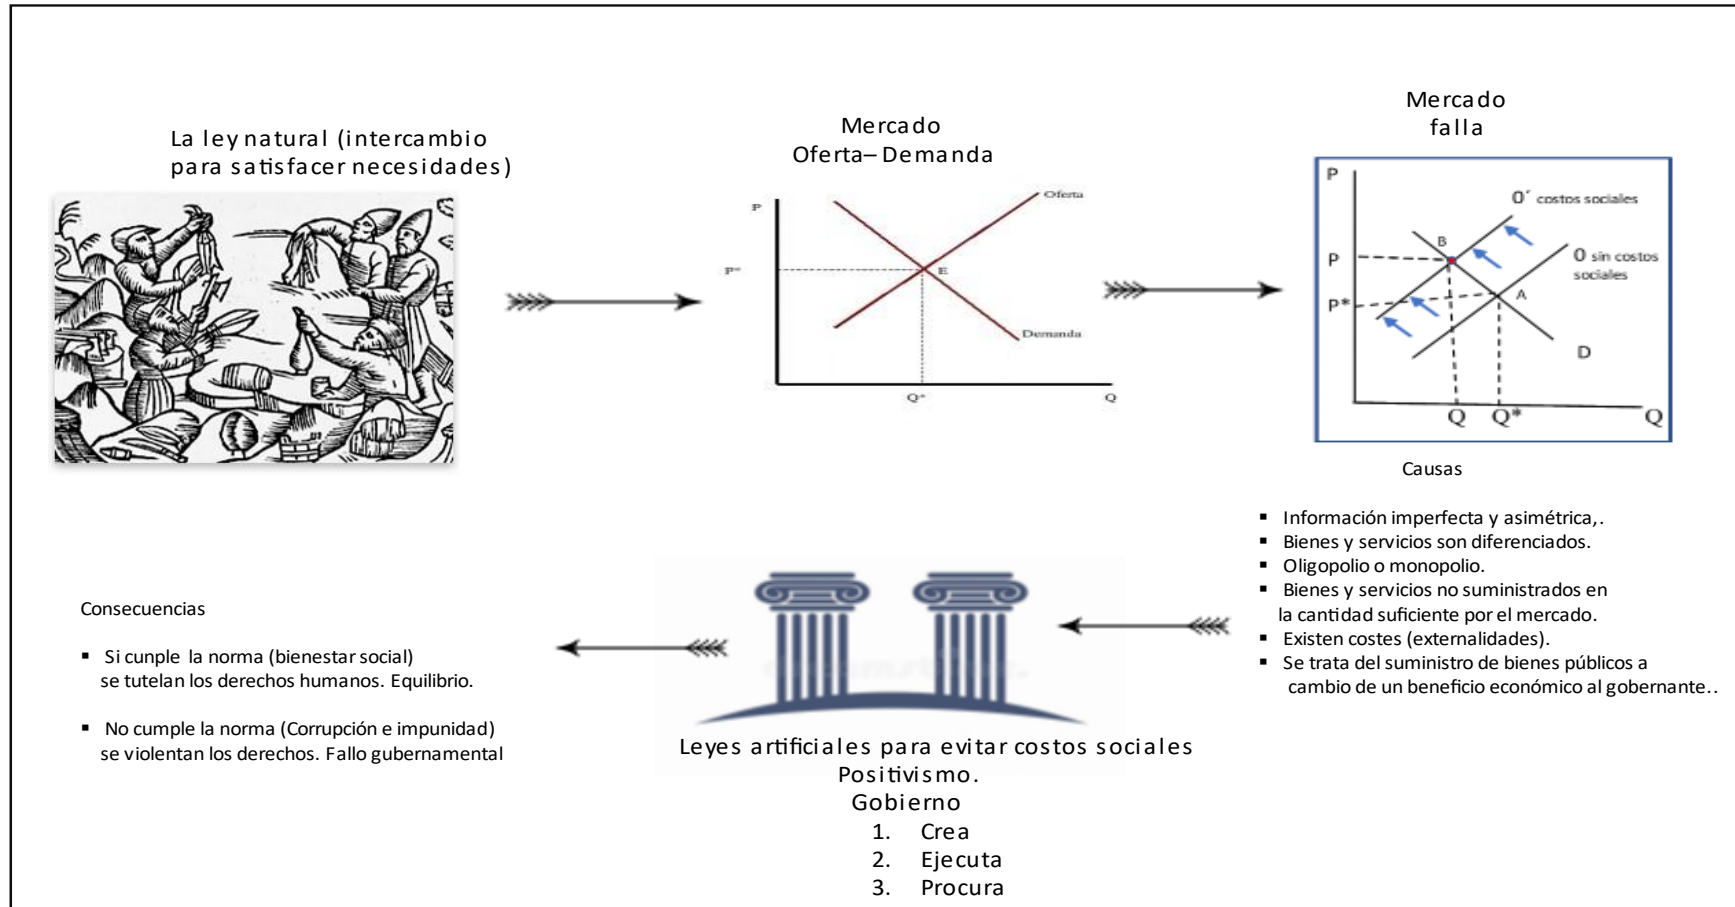 La ley natural (intercambio
para satisfacer necesidades)
Mercado
Oferta– Demanda
P
Oferta
P*
E
Demanda
Q*
Q
Mercado
falla
P
O´ costos sociales
B
O sin costos
sociales
P
A
P*
D
Q
Q*
Q
Causas
▪ Información imperfecta y asimétrica,.
▪ Bienes y servicios son diferenciados.
▪ Oligopolio o monopolio.
▪ Bienes y servicios no suministrados en
la cantidad suficiente por el mercado.
▪ Existen costes (externalidades).
▪ Se trata del suministro de bienes públicos a
cambio de un beneficio económico al gobernante..
Leyes artificiales para evitar costos sociales
Positivismo.
Gobierno
1. Crea
2. Ejecuta
3. Procura
Consecuencias
▪ Si cunple la norma (bienestar social)
se tutelan los derechos humanos. Equilibrio.
▪ No cumple la norma (Corrupción e impunidad)
se violentan los derechos. Fallo gubernamental